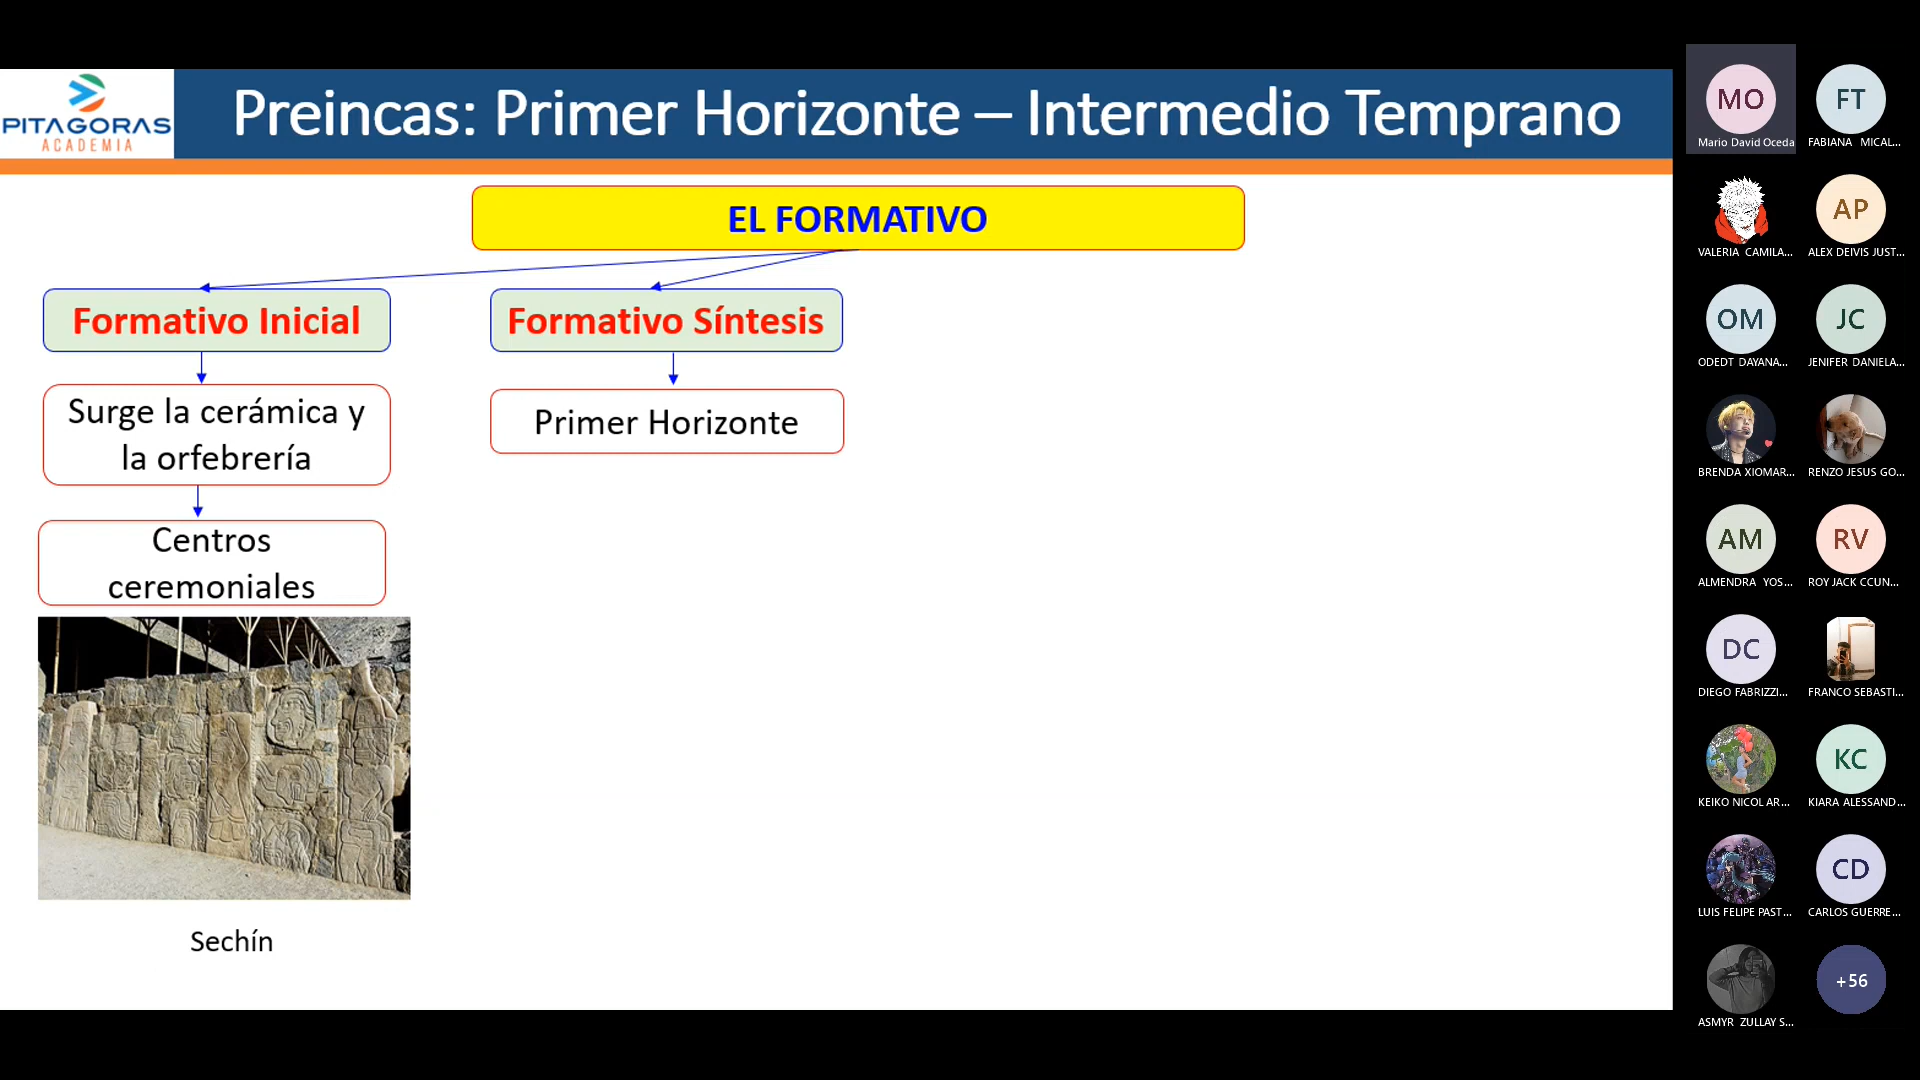 PITAGORAS
ACADEMIA
Preincas: Primer Horizonte – Intermedio Temprano
EL FORMATIVO
Formativo Inicial
Formativo Síntesis
Surge la cerámica y
la orfebrería
Primer Horizonte
Centros
ceremoniales
Sechín
MO
Mario David Oceda
FT
FABIANA MICAL...
VALERIA CAMILA...
AP
ALEX DEIVIS JUST...
OM
ODEDT DAYANA...
JC
JENIFER DANIELA...
BRENDA XIOMAR...
RENZO JESUS GO...
AM
ALMENDRA YOS...
RV
ROY JACK CCUN...
DC
DIEGO FABRIZZI...
FRANCO SEBASTI...
KEIKO NICOL AR...
KC
KIARA ALESSAND...
LUIS FELIPE PAST...
CD
CARLOS GUERRE...
ASMYR ZULLAY S...
+56